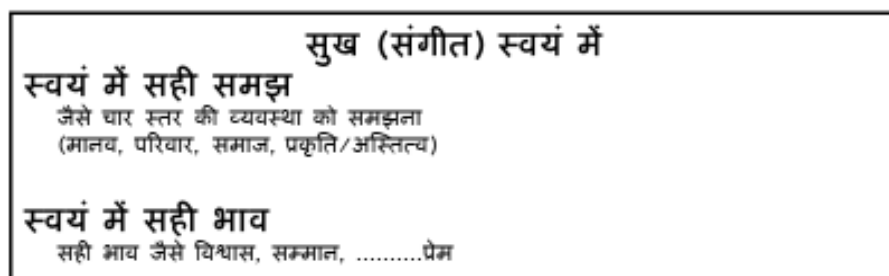 सुख (संगीत) स्वयं में
स्वयं में सही समझ
जैसे चार स्तर की व्यवस्था को समझना
(मानव, परिवार, समाज, प्रकृति/अस्तित्व)
स्वयं में सही भाव
सही भाव जैसे विश्वास, सम्मान, ..........प्रेम